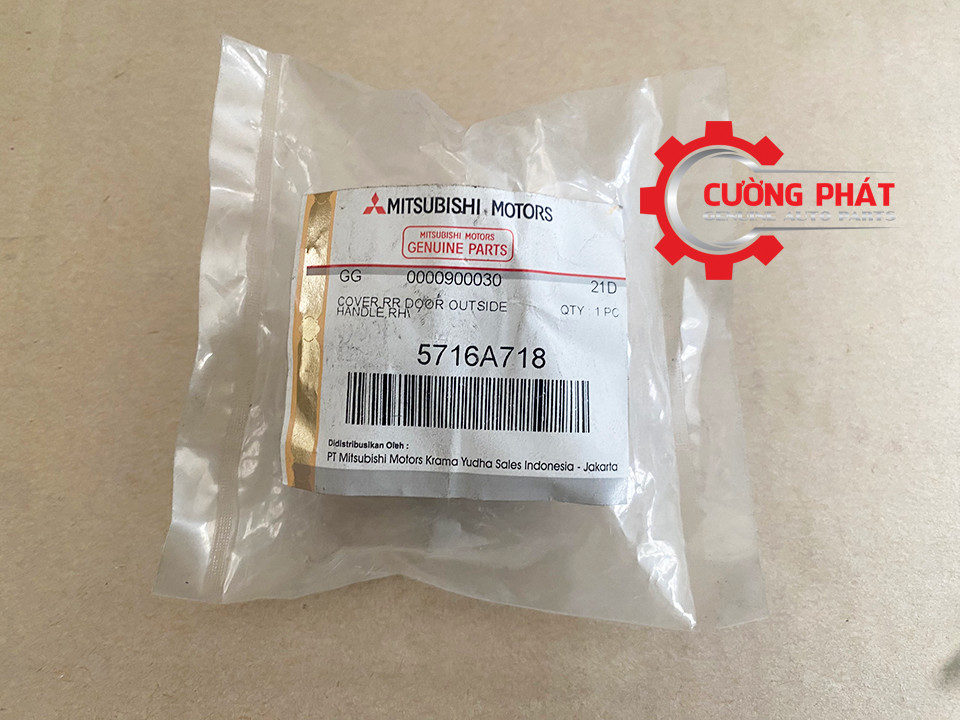 MITSUBISHI MOTORS
MITSUBISHI MOTORS
GENUINE PARTS
GG 0000900030 21D
COVER,RR DOOR OUTSIDE QTY : 1 PC
HANDLE,RH
5716A718
Didistribusikan Oleh :
PT Mitsubishi Motors Krama Yudha Sales Indonesia - Jakarta
CƯỜNG PHÁT
GENUINE AUTO PARTS